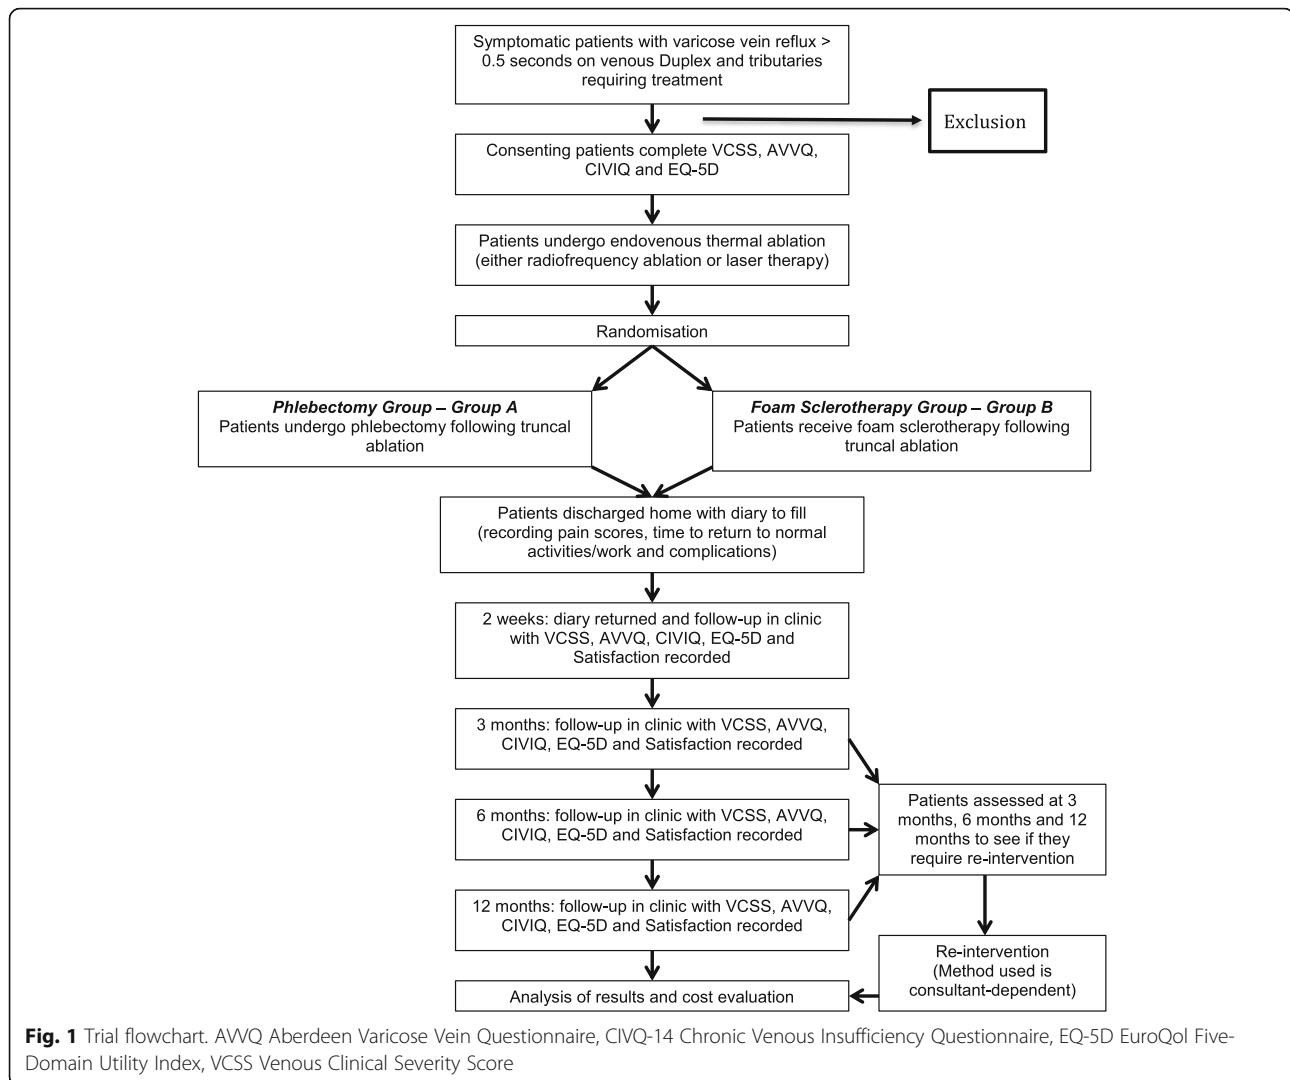 Symptomatic patients with varicose vein reflux >
0.5 seconds on venous Duplex and tributaries
requiring treatment
Exclusion
Consenting patients complete VCSS, AVVQ,
CIVIQ and EQ-5D
Patients undergo endovenous thermal ablation
(either radiofrequency ablation or laser therapy)
Randomisation
Phlebectomy Group – Group A
Patients undergo phlebectomy following truncal
ablation
Foam Sclerotherapy Group – Group B
Patients receive foam sclerotherapy following
truncal ablation
Patients discharged home with diary to fill
(recording pain scores, time to return to normal
activities/work and complications)
2 weeks: diary returned and follow-up in clinic
with VCSS, AVVQ, CIVIQ, EQ-5D and
Satisfaction recorded
3 months: follow-up in clinic with VCSS, AVVQ,
CIVIQ, EQ-5D and Satisfaction recorded
6 months: follow-up in clinic with VCSS, AVVQ,
CIVIQ, EQ-5D and Satisfaction recorded
Patients assessed at 3
months, 6 months and 12
months to see if they
require re-intervention
12 months: follow-up in clinic with VCSS, AVVQ,
CIVIQ, EQ-5D and Satisfaction recorded
Re-intervention
(Method used is
consultant-dependent)
Analysis of results and cost evaluation
Fig. 1 Trial flowchart. AVVQ Aberdeen Varicose Vein Questionnaire, CIVQ-14 Chronic Venous Insufficiency Questionnaire, EQ-5D EuroQol Five-
Domain Utility Index, VCSS Venous Clinical Severity Score